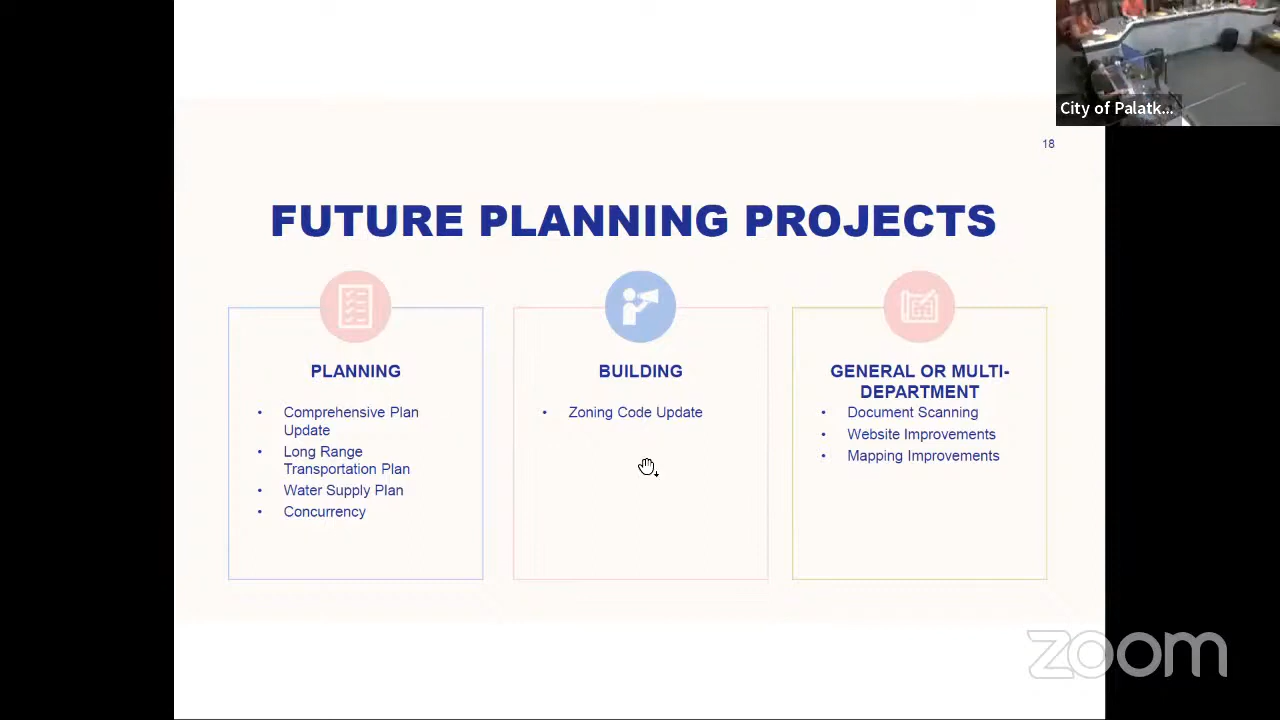 City of Palatk...
18
FUTURE PLANNING PROJECTS
PLANNING
• Comprehensive Plan
Update
• Long Range
Transportation Plan
• Water Supply Plan
• Concurrency
BUILDING
• Zoning Code Update
GENERAL OR MULTI-
DEPARTMENT
• Document Scanning
• Website Improvements
• Mapping Improvements
zoom